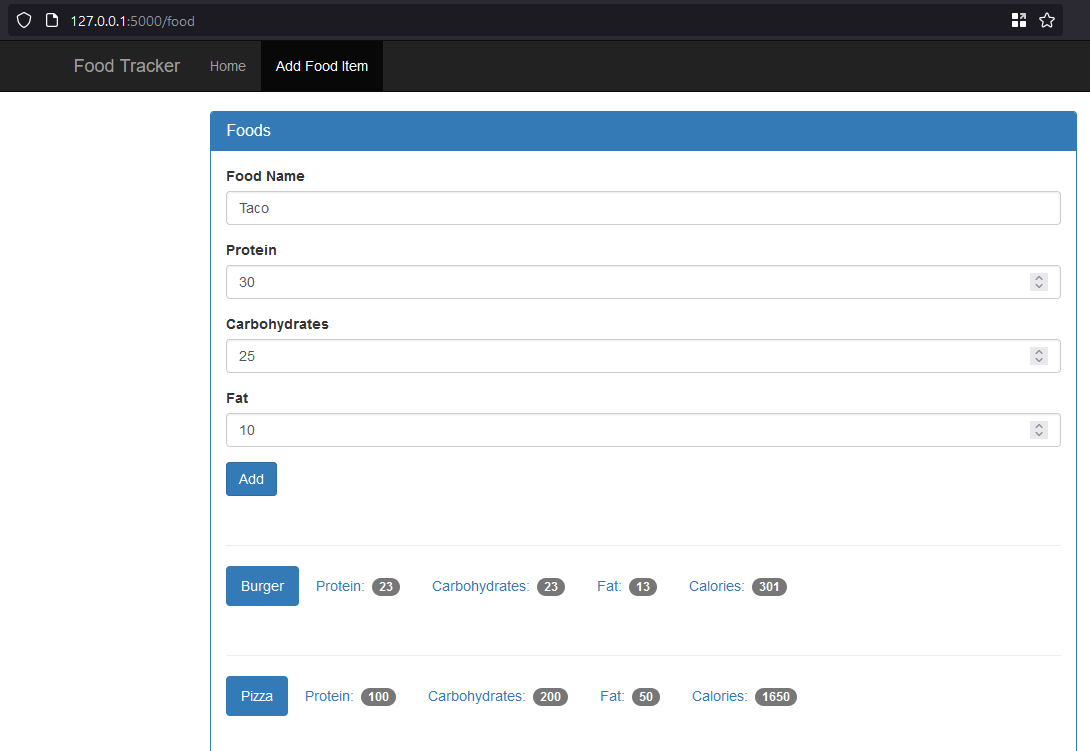 127.0.0.1:5000/food
Food Tracker Home Add Food Item
Foods
Food Name
Taco
Protein
30
Carbohydrates
25
Fat
10
Add
Burger Protein: 23 Carbohydrates: 23 Fat: 13 Calories: 301
Pizza Protein: 100 Carbohydrates: 200 Fat: 50 Calories: 1650